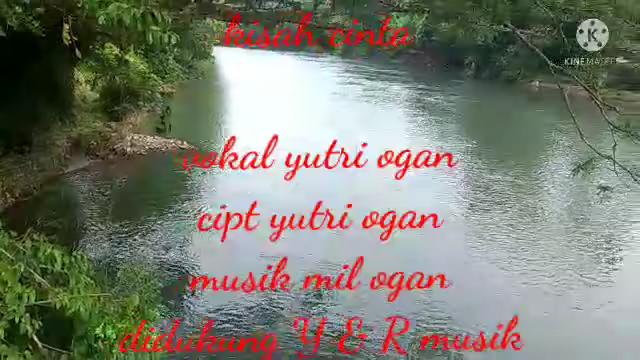 kisah cinta
KINEMASTER
vokal yutri ogan
cipt yutri ogan
musik mil ogan
didukung Y & R musik